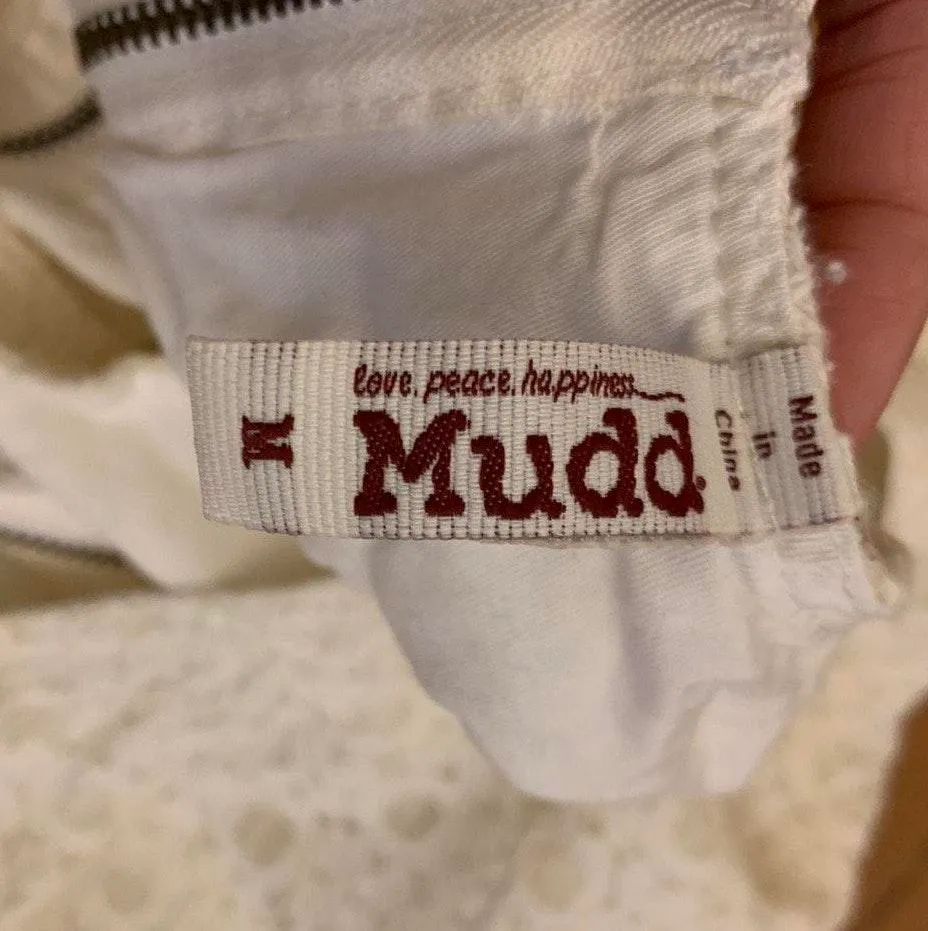 love. peace. happiness
Mudd.
M
Made
in
China